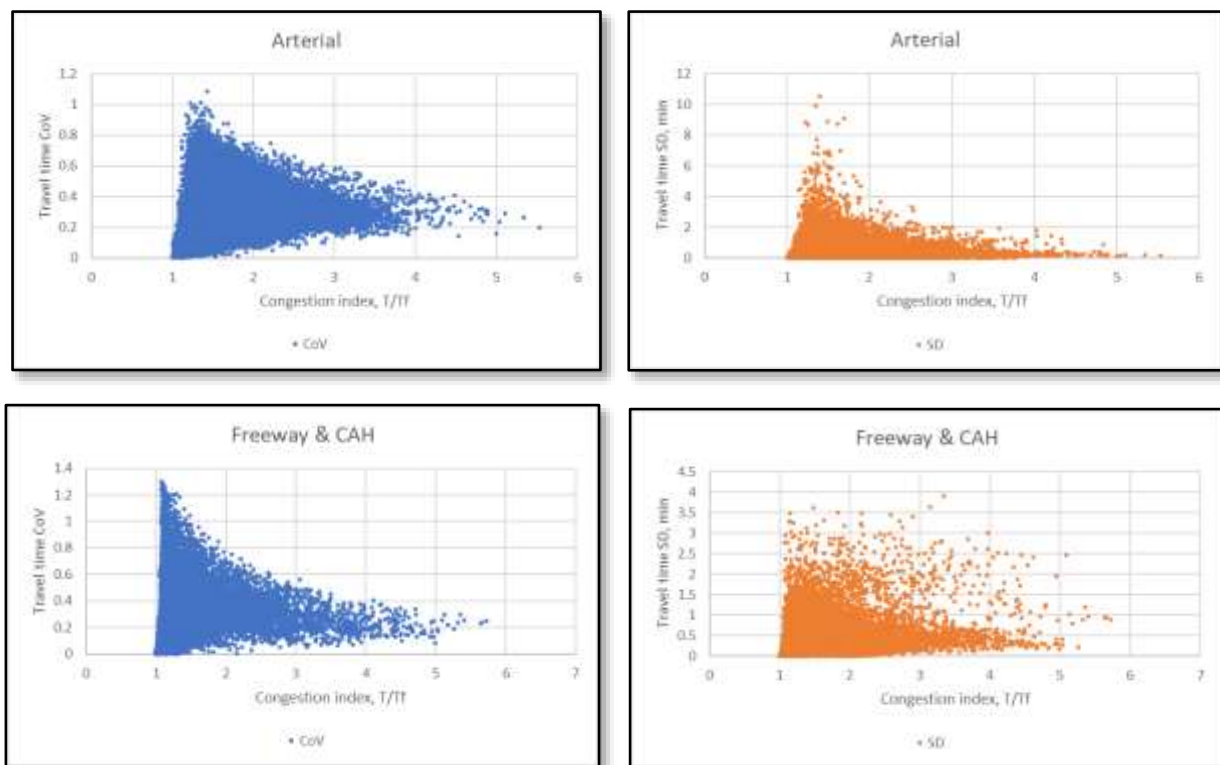 Arterial
Travel time CoV
1.2
1
0.8
0.6
0.4
0.2
0
0 1 2 3 4 5 6
Congestion index, T/Tf
CoV
Arterial
Travel time SD, min
12
10
8
6
4
2
0
0 1 2 3 4 5 6
Congestion index, T/Tf
SD
Freeway & CAH
Travel time CoV
1.4
1.2
1
0.8
0.6
0.4
0.2
0
0 1 2 3 4 5 6 7
Congestion index, T/Tf
CoV
Freeway & CAH
Travel time SD, min
4.5
4
3.5
3
2.5
2
1.5
1
0.5
0
0 1 2 3 4 5 6 7
Congestion index, T/Tf
SD